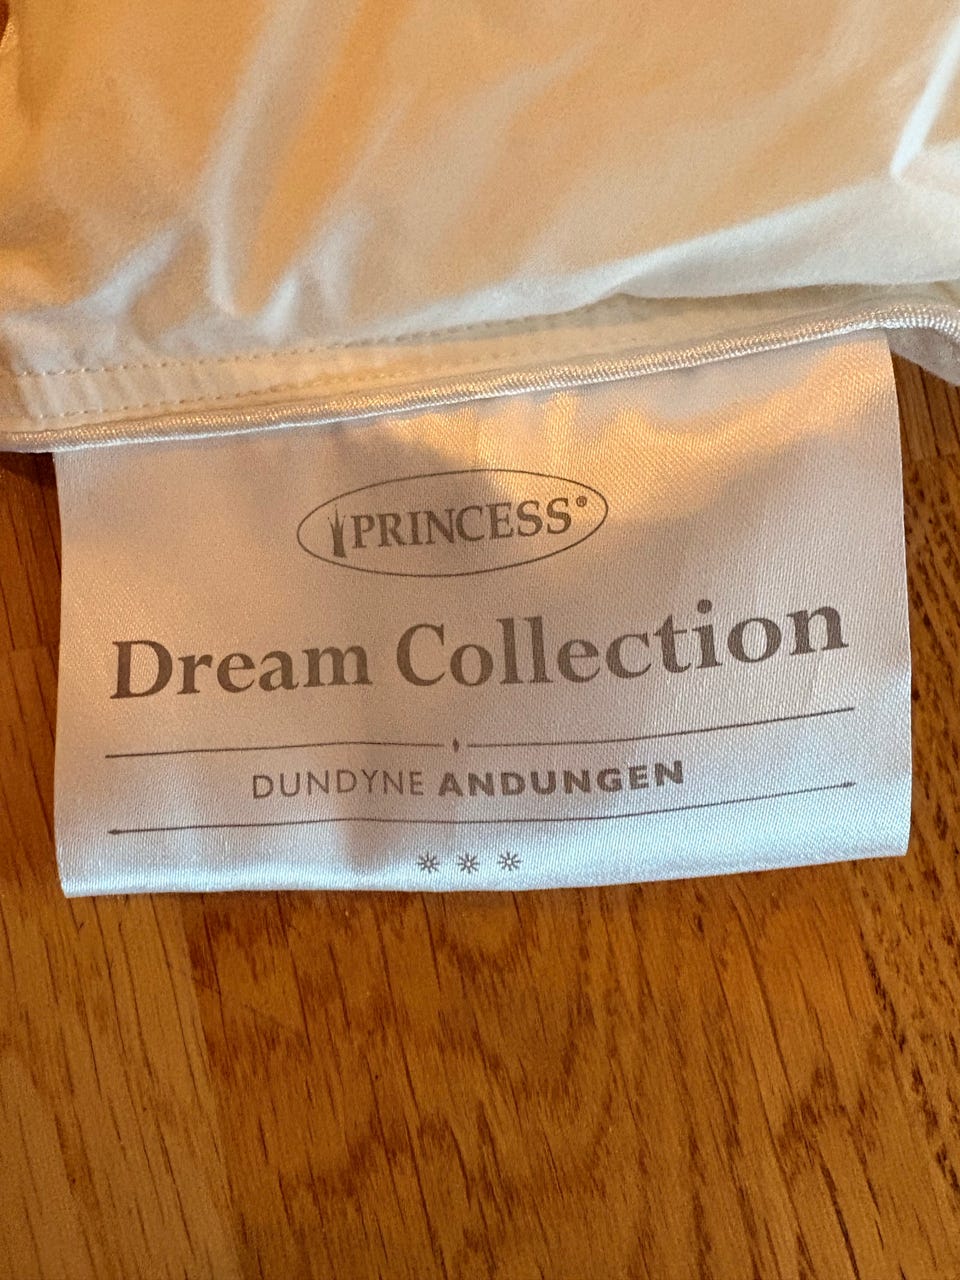 PRINCESS®
Dream Collection
DUNDYNE ANDUNGEN